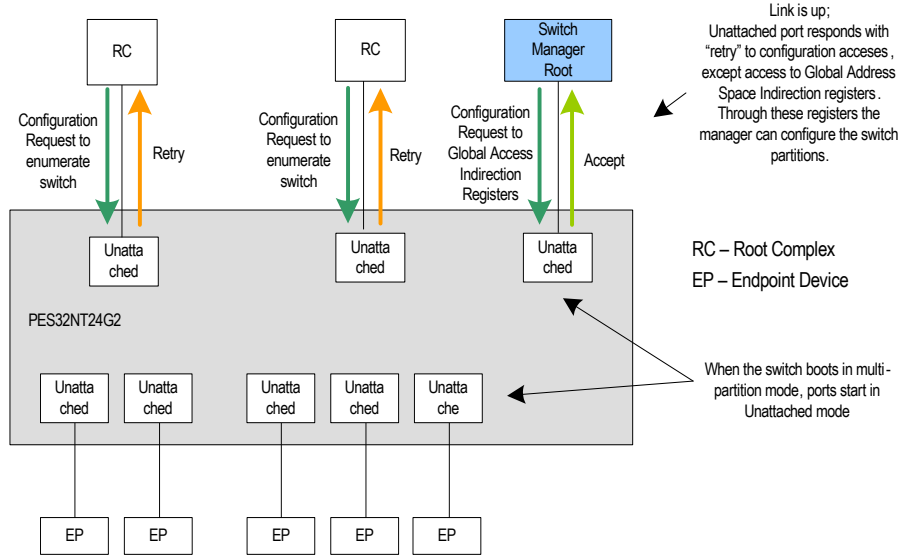 RC
RC
Switch
Manager
Root
Link is up;
Unattached port responds with
“retry” to configuration acceses ,
except access to Global Address
Space Indirection registers .
Through these registers the
manager can configure the switch
partitions.
Configuration
Request to
enumerate
switch
Retry
Configuration
Request to
enumerate
switch
Retry
Configuration
Request to
Global Access
Indirection
Registers
Accept
Unatta
ched
Unatta
ched
Unatta
ched
RC – Root Complex
EP – Endpoint Device
PES32NT24G2
Unatta
ched
Unatta
ched
Unatta
ched
Unatta
ched
Unatta
che
When the switch boots in multi-
partition mode, ports start in
Unattached mode
EP
EP
EP
EP
EP